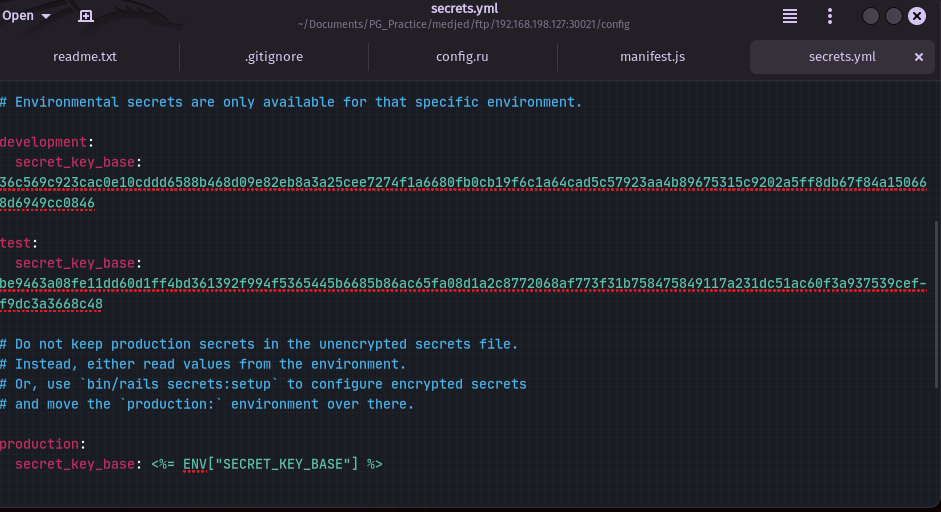 Open
secrets.yml
~/Documents/PG_Practice/medjed/ftp/192.168.198.127:30021/config
readme.txt
.gitignore
config.ru
manifest.js
secrets.yml
# Environmental secrets are only available for that specific environment.
development:
  secret_key_base:
36c569c923cac0e10cddd6588b468d09e82eb8a3a25cee7274f1a6680fb0cb19f6c1a64cad5c57923aa4b89675315c9202a5ff8db67f84a15066
8d6949cc0846
test:
  secret_key_base:
be9463a08fe11dd60d1ff4bd361392f994f5365445b6685b86ac65fa08d1a2c8772068af773f31b758475849117a231dc51ac60f3a937539cef-
f9dc3a3668c48
# Do not keep production secrets in the unencrypted secrets file.
# Instead, either read values from the environment.
# Or, use `bin/rails secrets:setup` to configure encrypted secrets
# and move the `production:` environment over there.
production:
  secret_key_base: <%= ENV["SECRET_KEY_BASE"] %>